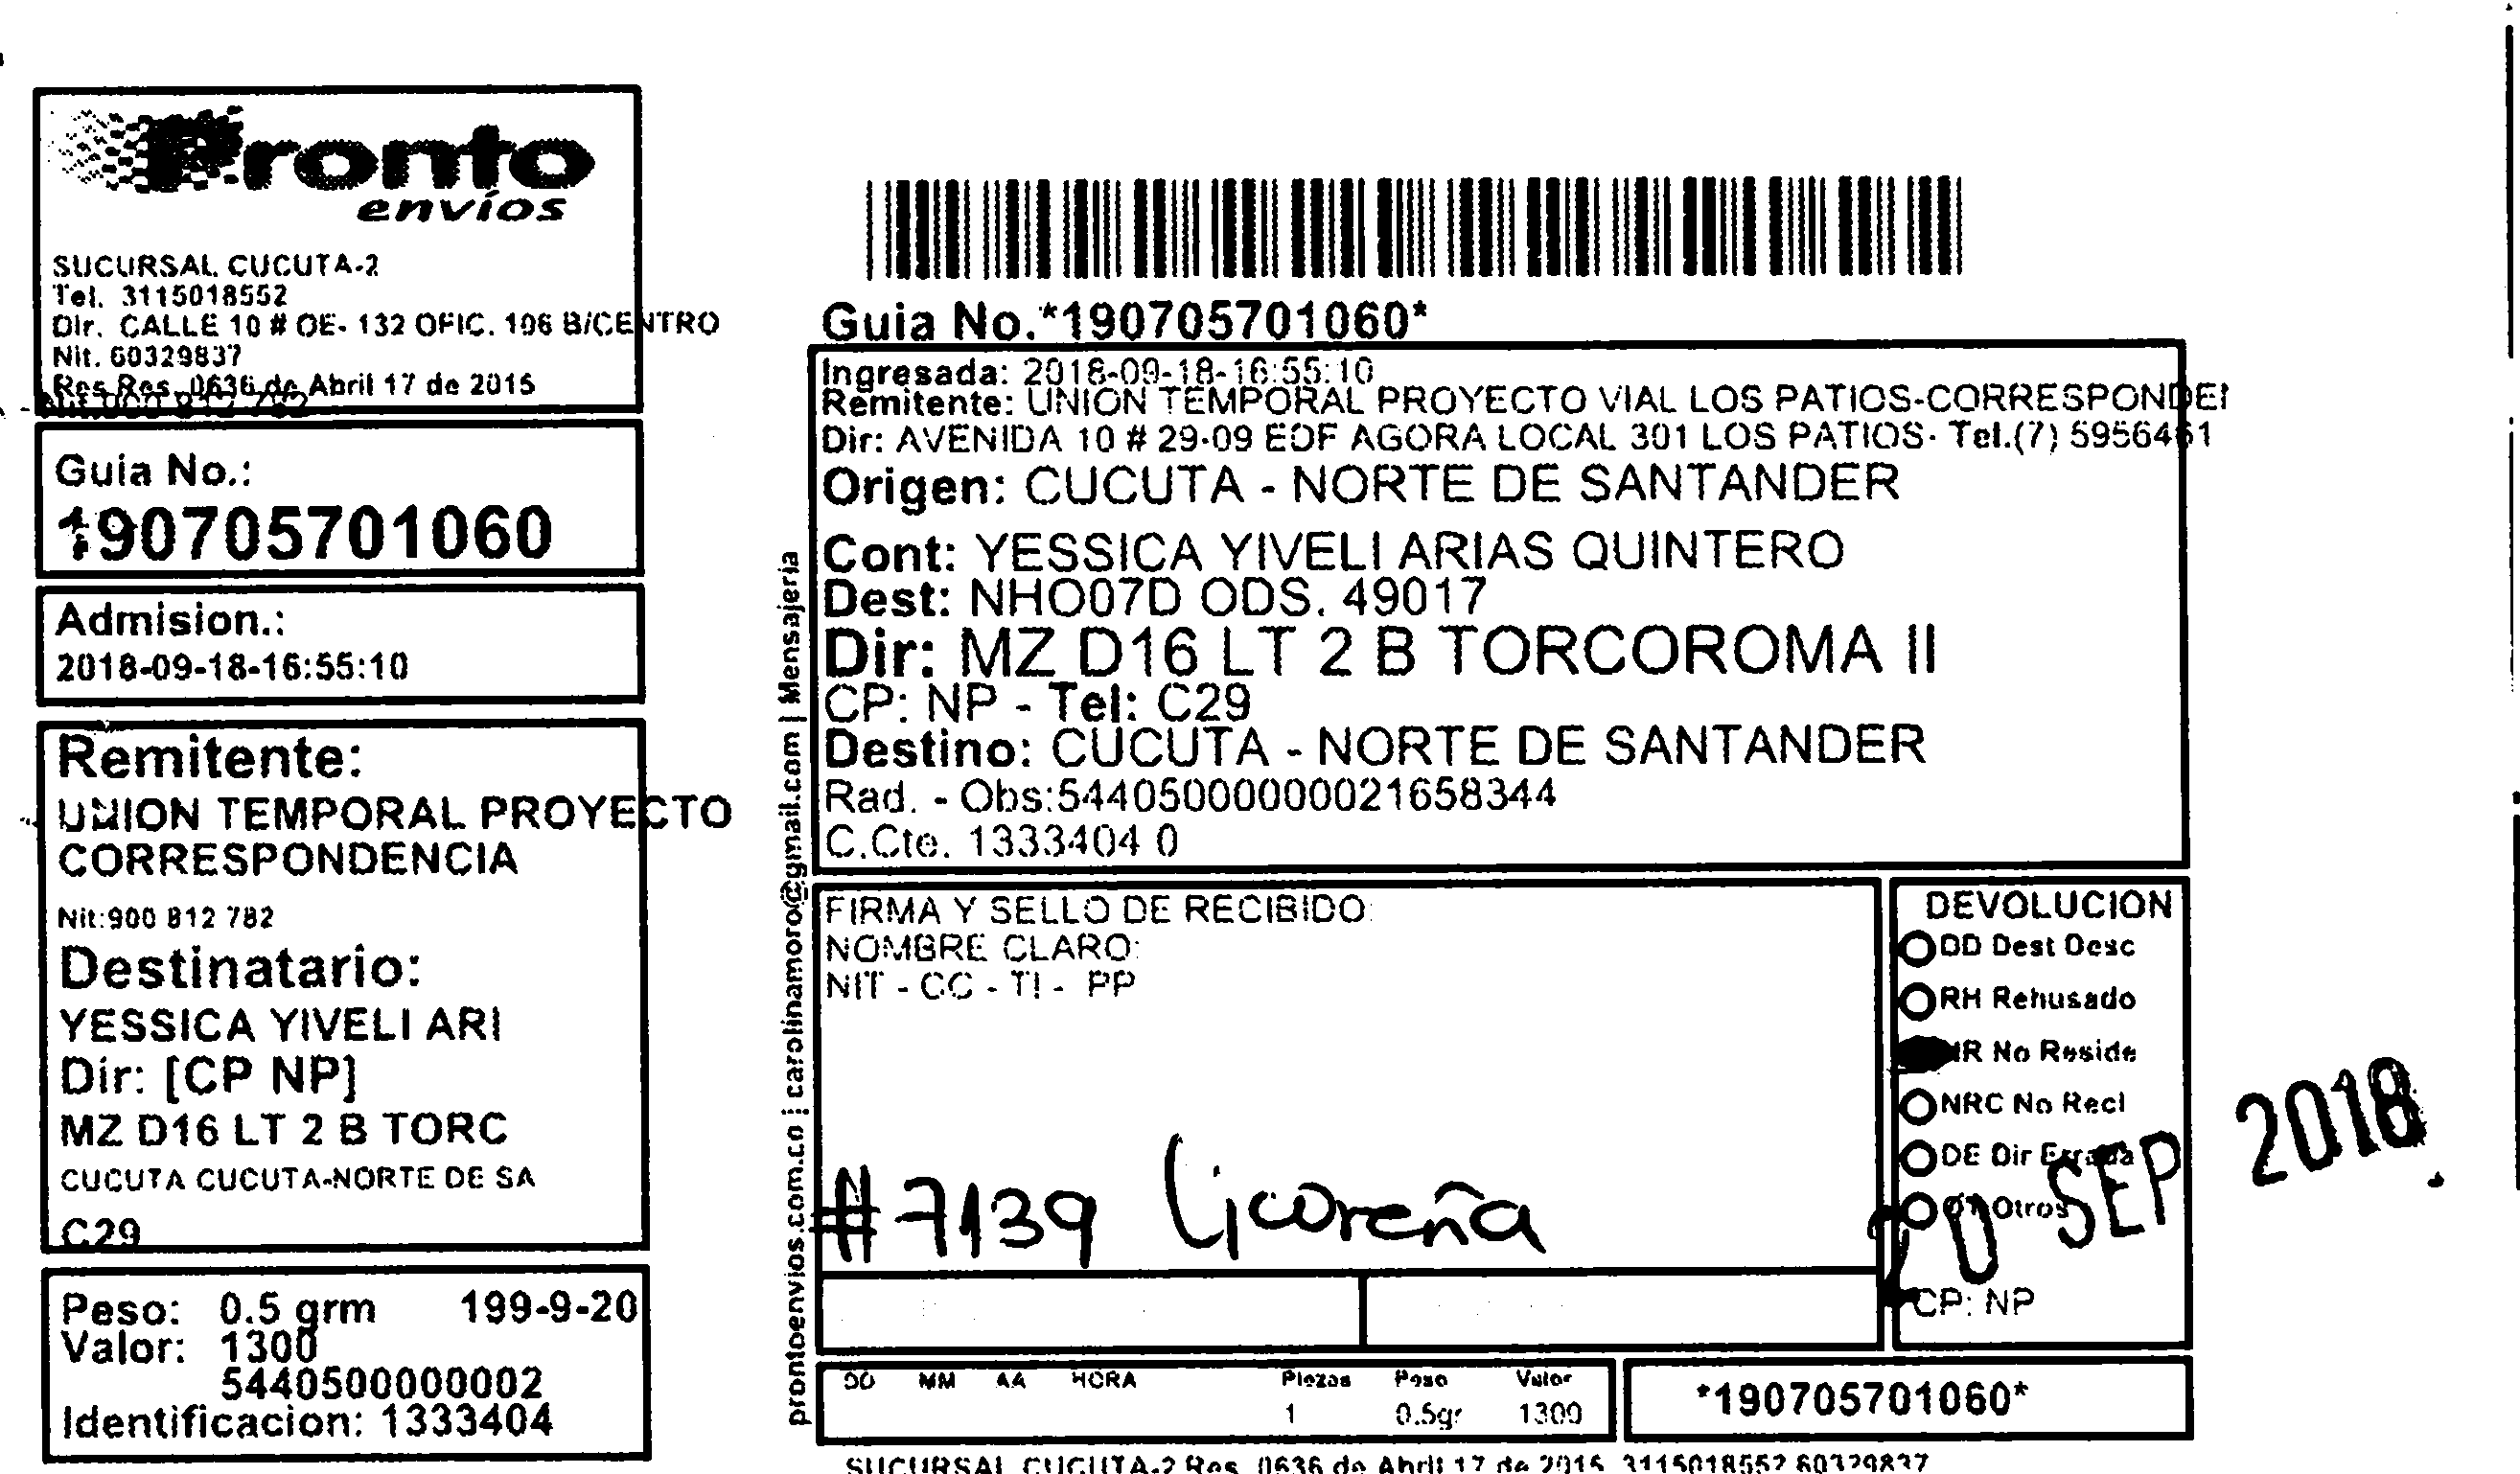 Pronto
envíos
SUCURSAL CUCUTA-2
Tel. 3115018552
Dir. CALLE 10 # OE- 132 OFIC. 106 B/CENTRO
Nit. 60329837
Res Res. 0636 de Abril 17 de 2015
Guia No.:
190705701060
Admision.:
2018-09-18-16:55:10
Remitente:
UNION TEMPORAL PROYECTO
CORRESPONDENCIA
Nit:900 812 782
Destinatario:
YESSICA YIVELI ARI
Dir: [CP NP]
MZ D16 LT 2 B TORC
CUCUTA CUCUTA-NORTE DE SA
C29
Peso: 0.5 grm 199-9-20
Valor: 1300
5440500000002
Identificacion: 1333404
prontoenvios.com.co | carolinamoro@gmail.com | Mensajeria
Guia No.*190705701060*
Ingresada: 2018-09-18-16:55:10
Remitente: UNION TEMPORAL PROYECTO VIAL LOS PATIOS-CORRESPONDEN
Dir: AVENIDA 10 # 29-09 EDF AGORA LOCAL 301 LOS PATIOS- Tel.(7) 5956461
Origen: CUCUTA - NORTE DE SANTANDER
Cont: YESSICA YIVELI ARIAS QUINTERO
Dest: NHO07D ODS. 49017
Dir: MZ D16 LT 2 B TORCOROMA II
CP: NP - Tel: C29
Destino: CUCUTA - NORTE DE SANTANDER
Rad. - Obs:544050000000021658344
C.Cte. 1333404 0
FIRMA Y SELLO DE RECIBIDO:
NOMBRE CLARO:
NIT - CC - TI - PP
#7139 Licoreña
DEVOLUCION
DD Dest Desc
RH Rehusado
NR No Reside
NRC No Recl
DE Dir Errada
OT Otros
SEP 2018
CP: NP
DD MM AA HORA Piezas Peso Valor
1 0.5gr 1300
*190705701060*
SUCURSAL CUCUTA-2 Res. 0636 de Abril 17 de 2015 3115018552 60329837